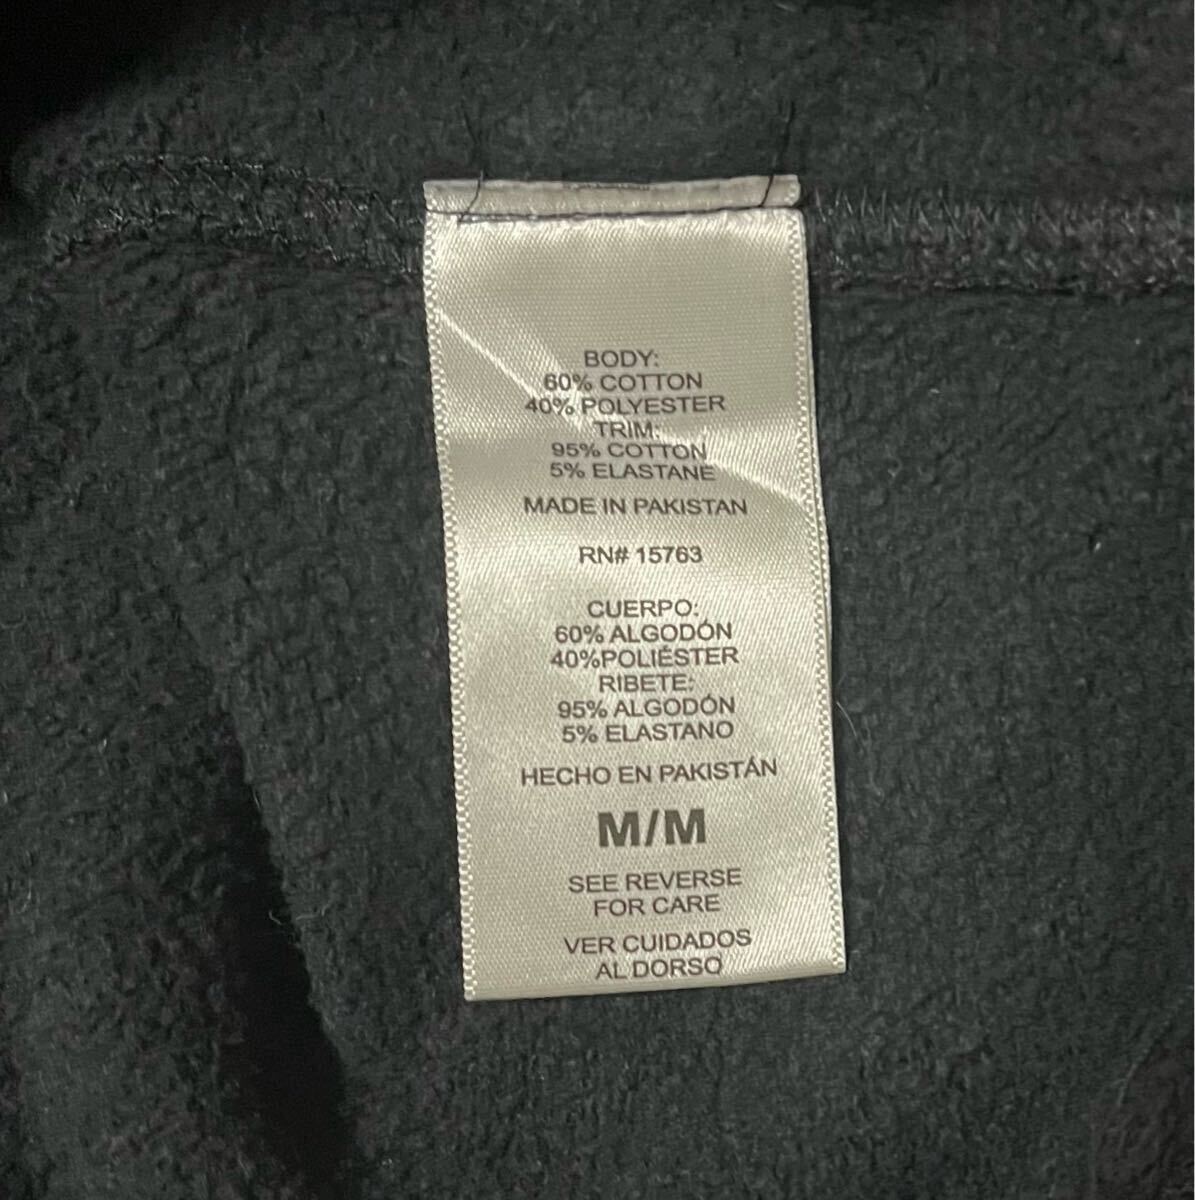 BODY:
60% COTTON
40% POLYESTER
TRIM:
95% COTTON
5% ELASTANE
MADE IN PAKISTAN
RN# 15763
CUERPO:
60% ALGODÓN
40%POLIÉSTER
RIBETE:
95% ALGODÓN
5% ELASTANO
HECHO EN PAKISTÁN
M/M
SEE REVERSE
FOR CARE
VER CUIDADOS
AL DORSO